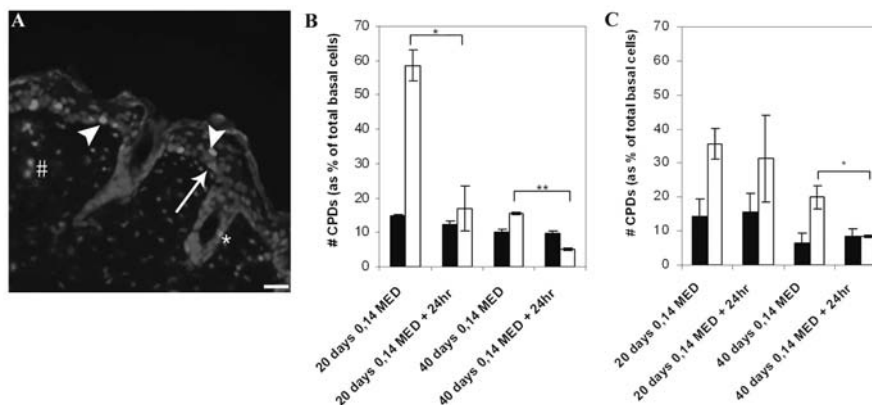 A
#
*
B
# CPDs (as % of total basal cells)
70
60
50
40
30
20
10
0
*
**
20 days 0,14 MED
20 days 0,14 MED + 24hr
40 days 0,14 MED
40 days 0,14 MED + 24hr
C
# CPDs (as % of total basal cells)
70
60
50
40
30
20
10
0
*
20 days 0,14 MED
20 days 0,14 MED + 24hr
40 days 0,14 MED
40 days 0,14 MED + 24hr